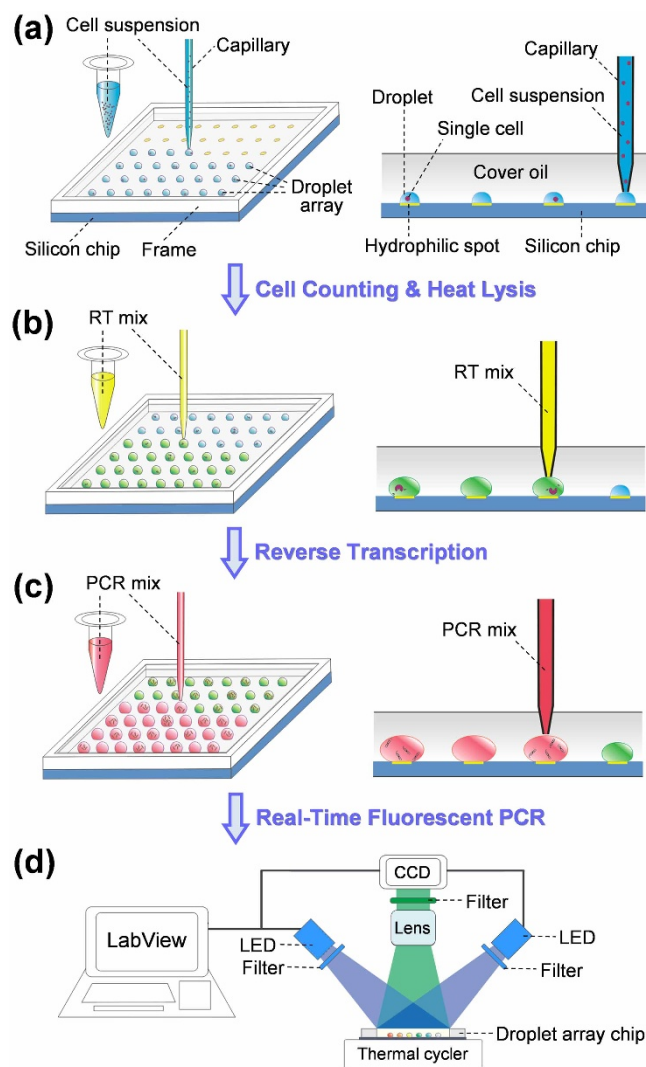 (a)
Cell suspension
Capillary
Droplet
array
Silicon chip
Frame
Capillary
Cell suspension
Droplet
Single cell
Cover oil
Hydrophilic spot
Silicon chip
Cell Counting & Heat Lysis
(b)
RT mix
RT mix
Reverse Transcription
(c)
PCR mix
PCR mix
Real-Time Fluorescent PCR
(d)
CCD
Filter
Lens
LabView
LED
Filter
LED
Filter
Droplet array chip
Thermal cycler